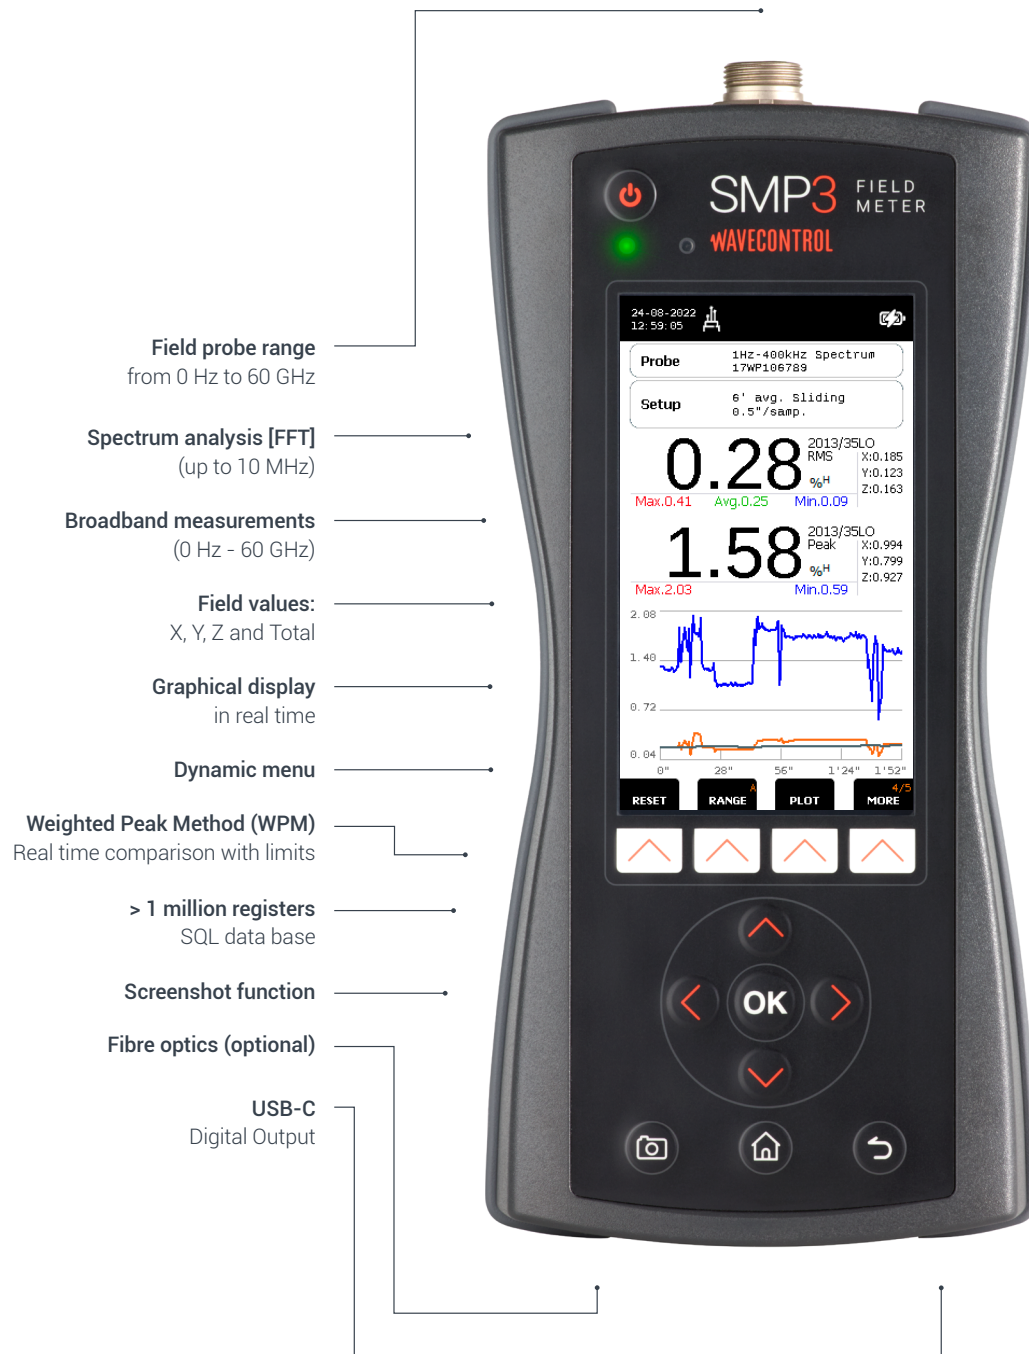 Field probe range
from 0 Hz to 60 GHz
Spectrum analysis [FFT]
(up to 10 MHz)
Broadband measurements
(0 Hz - 60 GHz)
Field values:
X, Y, Z and Total
Graphical display
in real time
Dynamic menu
Weighted Peak Method (WPM)
Real time comparison with limits
> 1 million registers
SQL data base
Screenshot function
Fibre optics (optional)
USB-C
Digital Output
SMP3 FIELD METER
WAVECONTROL
24-08-2022
12:59:05
Probe 1Hz-400kHz Spectrum
17WP106789
Setup 6' avg. Sliding
0.5"/samp.
0.28 %H
2013/35LO
RMS
X:0.185
Y:0.123
Z:0.163
Max.0.41 Avg.0.25 Min.0.09
1.58 %H
2013/35LO
Peak
X:0.994
Y:0.799
Z:0.927
Max.2.03 Min.0.59
2.08
1.40
0.72
0.04
0" 28" 56" 1'24" 1'52"
A 4/5
RESET RANGE PLOT MORE
OK